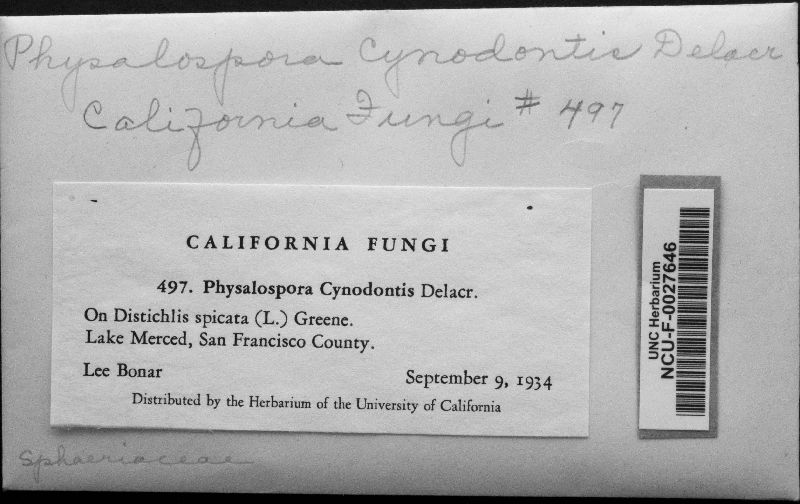 Physalospora Cynodontis Delacr
California Fungi # 497
CALIFORNIA FUNGI
497. Physalospora Cynodontis Delacr.
On Distichlis spicata (L.) Greene.
Lake Merced, San Francisco County.
Lee Bonar
September 9, 1934
Distributed by the Herbarium of the University of California
UNC Herbarium
NCU-F-0027646
Sphaeriaceae